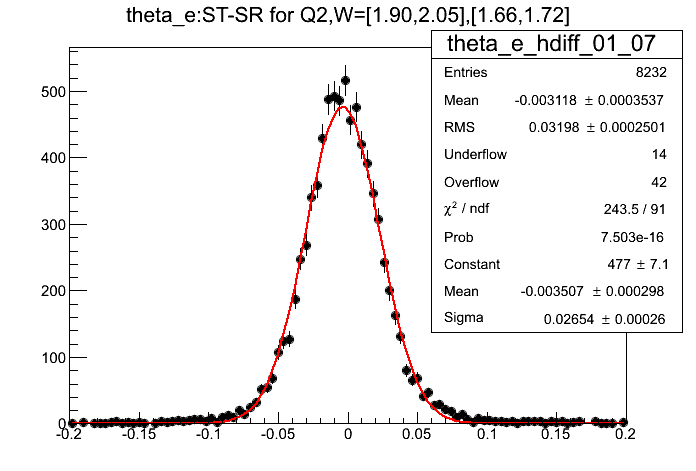 theta_e:ST-SR for Q2,W=[1.90,2.05],[1.66,1.72]
theta_e_hdiff_01_07
Entries 8232
Mean -0.003118 ± 0.0003537
RMS 0.03198 ± 0.0002501
Underflow 14
Overflow 42
χ² / ndf 243.5 / 91
Prob 7.503e-16
Constant 477 ± 7.1
Mean -0.003507 ± 0.000298
Sigma 0.02654 ± 0.00026
500
400
300
200
100
0
-0.2 -0.15 -0.1 -0.05 0 0.05 0.1 0.15 0.2